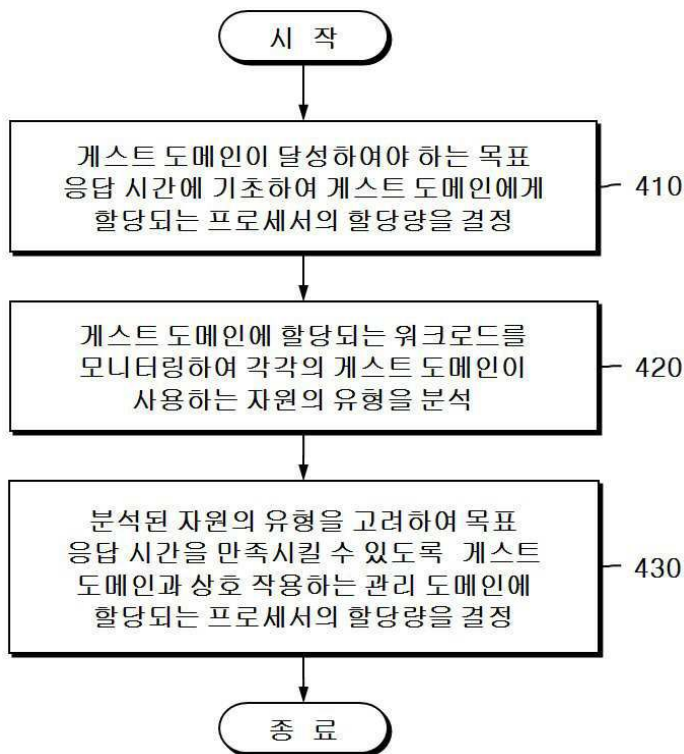 시 작
게스트 도메인이 달성하여야 하는 목표
응답 시간에 기초하여 게스트 도메인에게
할당되는 프로세서의 할당량을 결정
410
게스트 도메인에 할당되는 워크로드를
모니터링하여 각각의 게스트 도메인이
사용하는 자원의 유형을 분석
420
분석된 자원의 유형을 고려하여 목표
응답 시간을 만족시킬 수 있도록 게스트
도메인과 상호 작용하는 관리 도메인에
할당되는 프로세서의 할당량을 결정
430
종 료